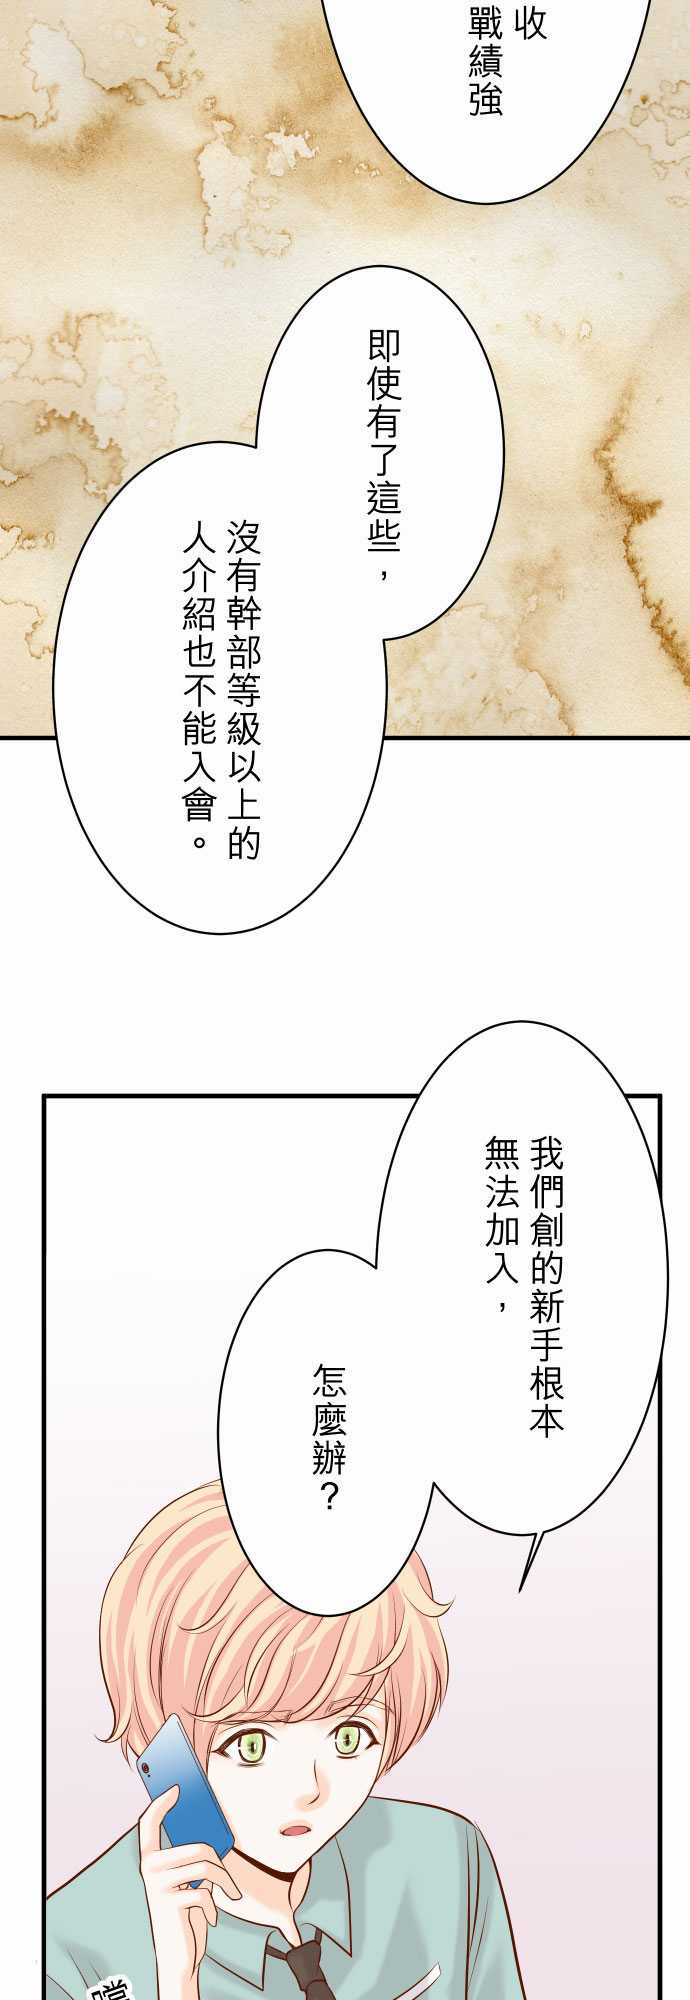 收
戰績強
即使有了這些，
沒有幹部等級以上的
人介紹也不能入會。
我們創的新手根本
無法加入，
怎麼辦？